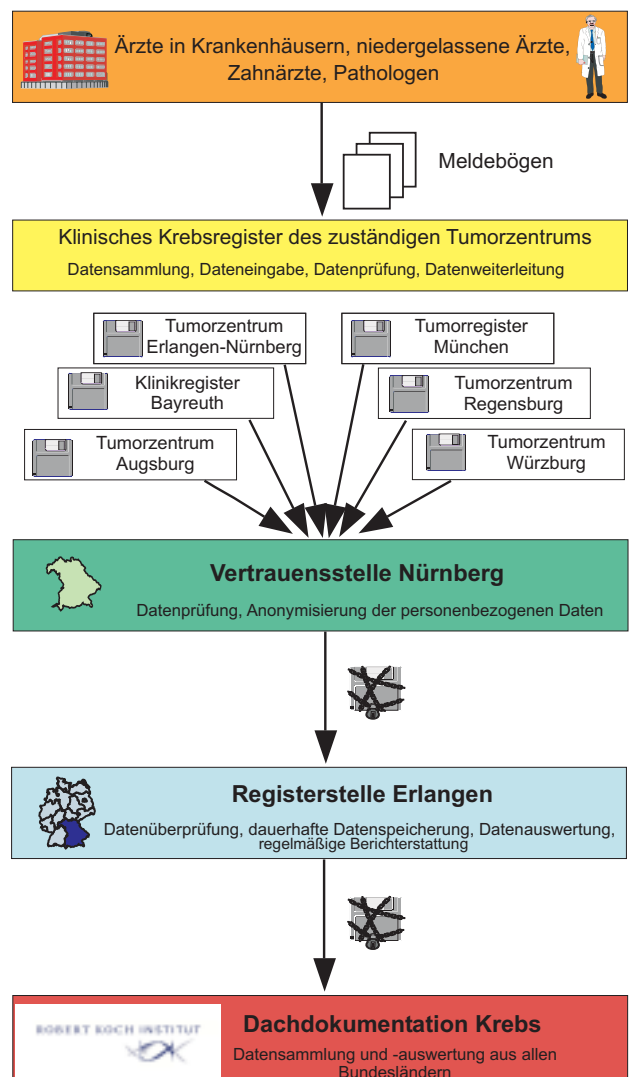 Ärzte in Krankenhäusern, niedergelassene Ärzte,
Zahnärzte, Pathologen
Meldebögen
Klinisches Krebsregister des zuständigen Tumorzentrums
Datensammlung, Dateneingabe, Datenprüfung, Datenweiterleitung
Tumorzentrum
Erlangen-Nürnberg
Tumorregister
München
Klinikregister
Bayreuth
Tumorzentrum
Regensburg
Tumorzentrum
Augsburg
Tumorzentrum
Würzburg
Vertrauensstelle Nürnberg
Datenprüfung, Anonymisierung der personenbezogenen Daten
Registerstelle Erlangen
Datenüberprüfung, dauerhafte Datenspeicherung, Datenauswertung,
regelmäßige Berichterstattung
ROBERT KOCH INSTITUT
Dachdokumentation Krebs
Datensammlung und -auswertung aus allen
Bundesländern